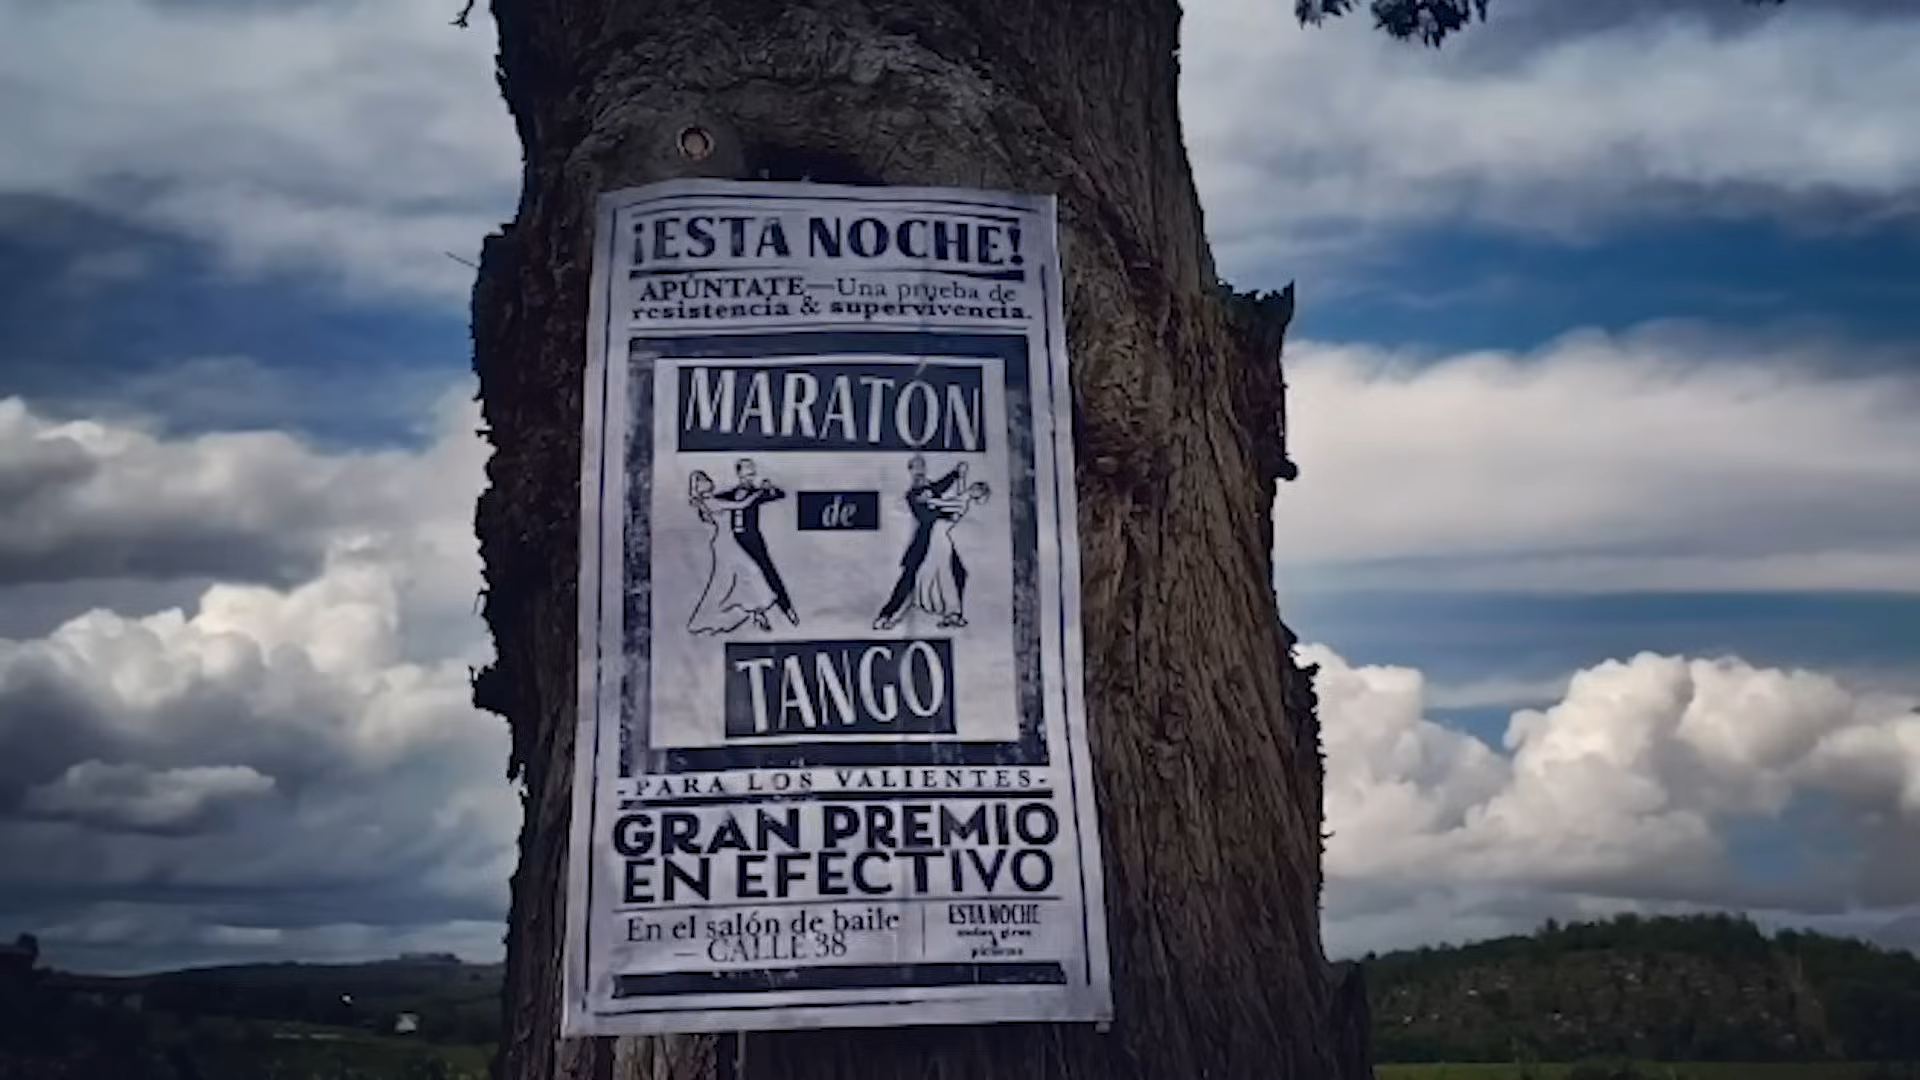 ¡ESTA NOCHE!
APÚNTATE—Una prueba de
resistencia & supervivencia.
MARATÓN
de
TANGO
-PARA LOS VALIENTES-
GRAN PREMIO
EN EFECTIVO
En el salón de baile
— CALLE 38
ESTA NOCHE